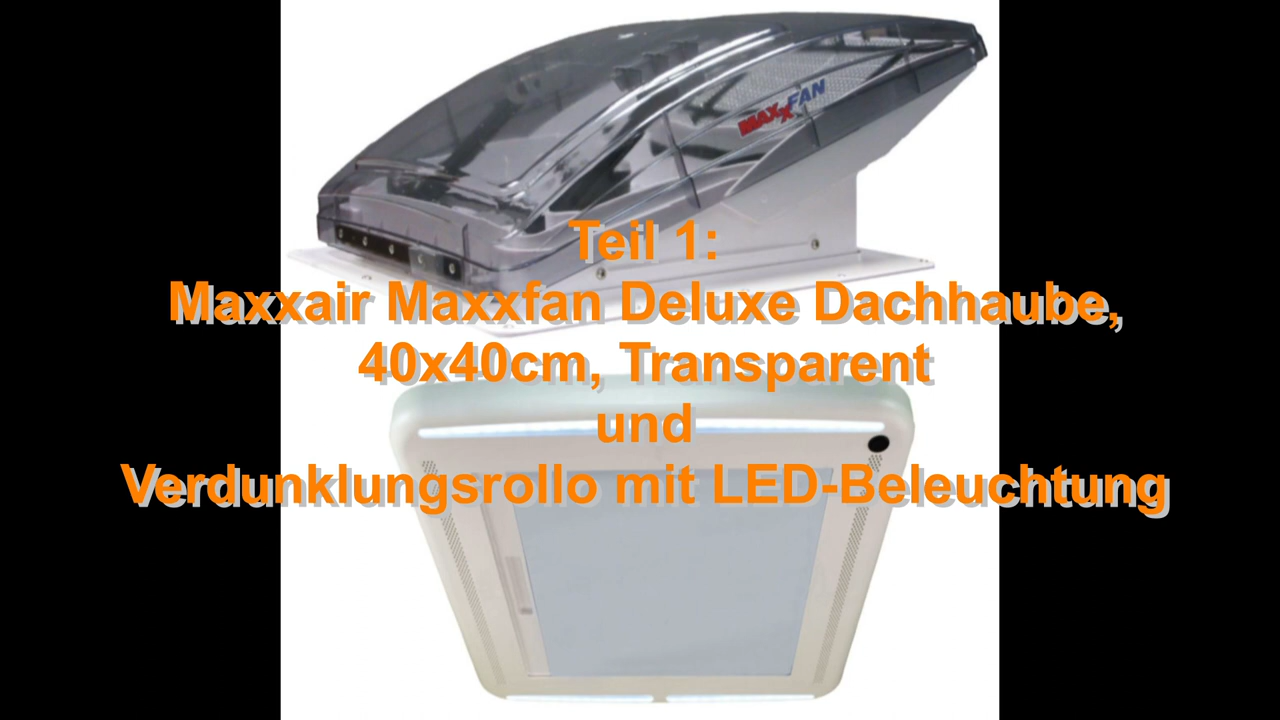 MAXXFAN
Teil 1:
Maxxair Maxxfan Deluxe Dachhaube,
40x40cm, Transparent
und
Verdunklungsrollo mit LED-Beleuchtung